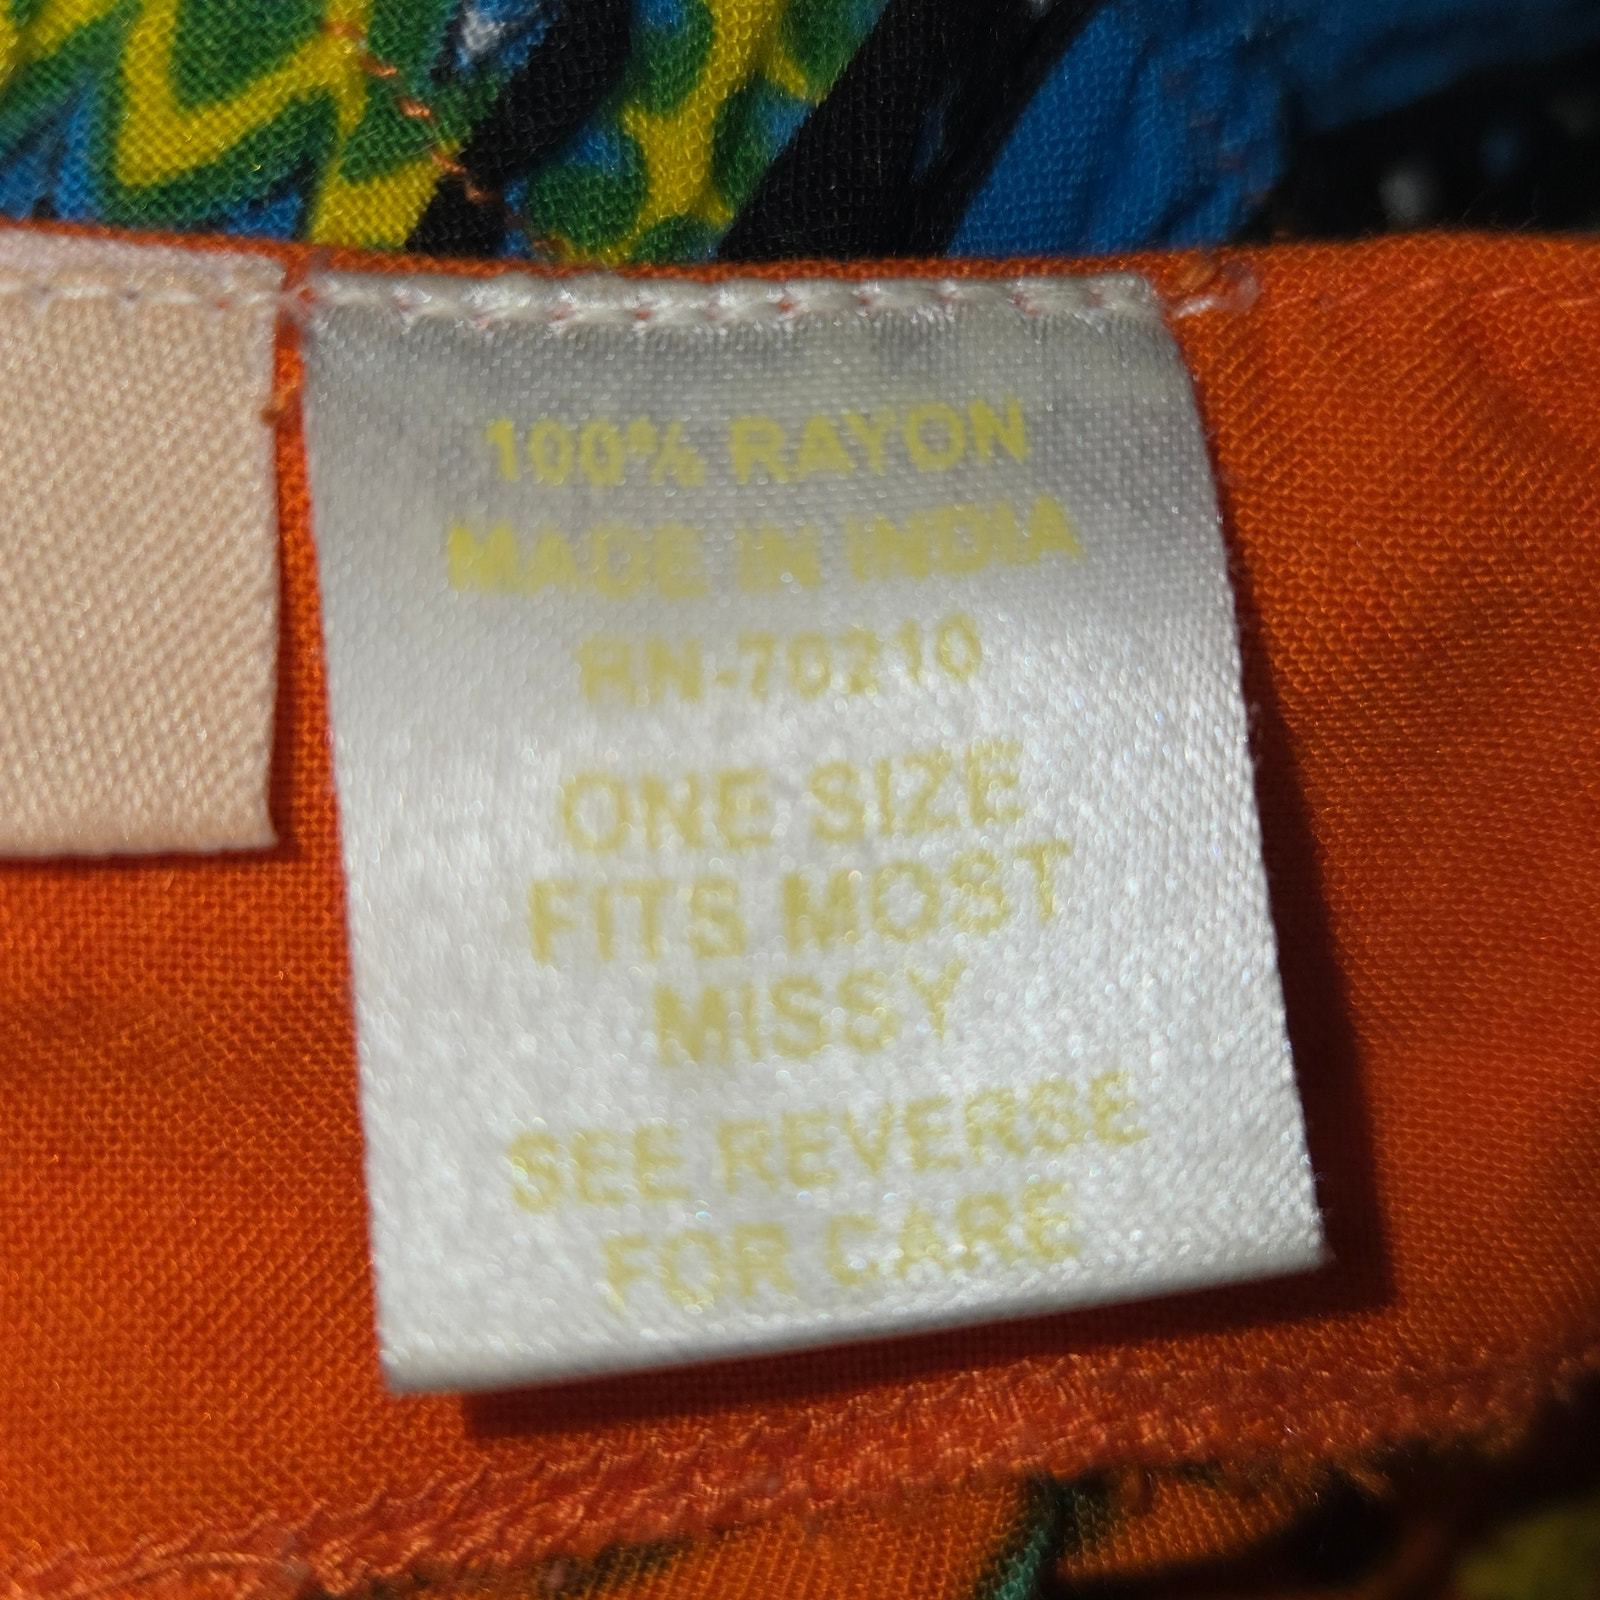 100% RAYON
MADE IN INDIA
RN-70210
ONE SIZE
FITS MOST
MISSY
SEE REVERSE
FOR CARE